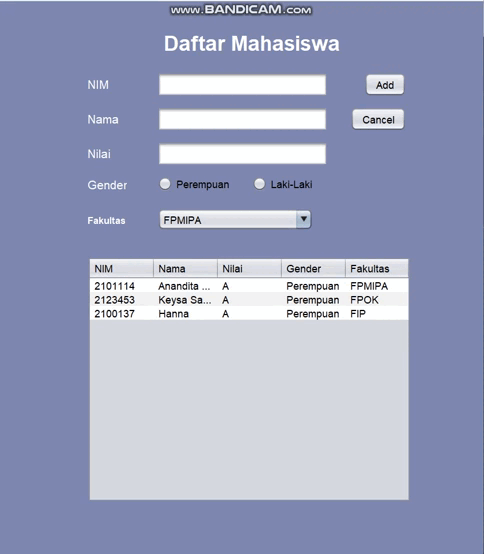 www.BANDICAM.com
Daftar Mahasiswa
NIM Add
Nama Cancel
Nilai
Gender Perempuan Laki-Laki
Fakultas FPMIPA
NIM Nama Nilai Gender Fakultas
2101114 Anandita ... A Perempuan FPMIPA
2123453 Keysa Sa... A Perempuan FPOK
2100137 Hanna A Perempuan FIP